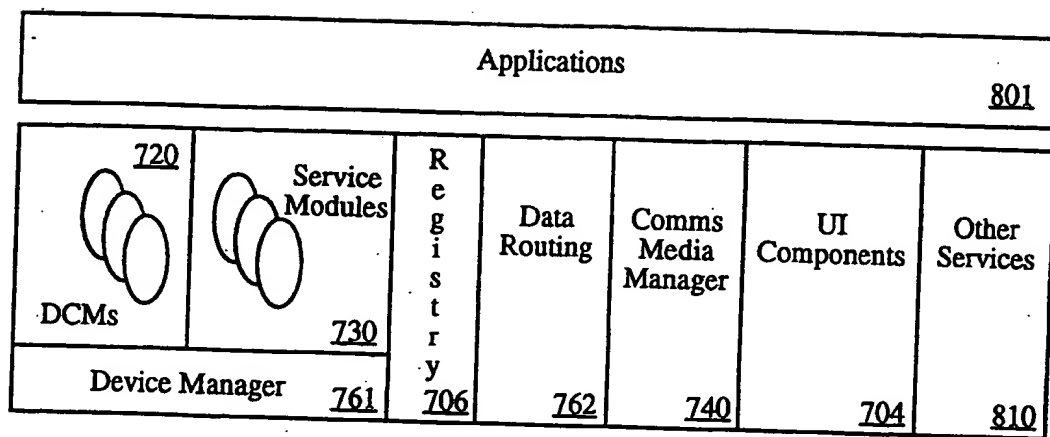 Applications
801
720
DCMs
Service
Modules
730
Device Manager
761
Registry
706
Data
Routing
762
Comms
Media
Manager
740
UI
Components
704
Other
Services
810